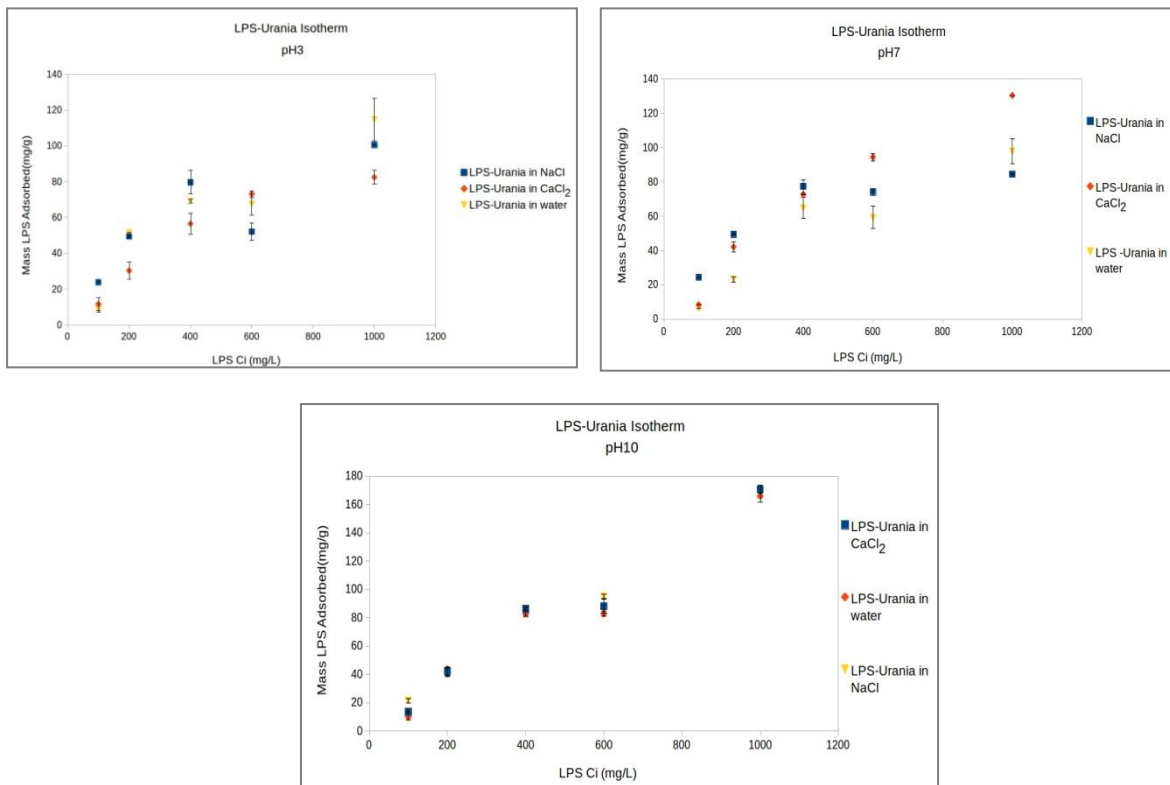 LPS-Urania Isotherm
pH3
Mass LPS Adsorbed(mg/g)
140
120
100
80
60
40
20
0
0 200 400 600 800 1000 1200
LPS Ci (mg/L)
LPS-Urania in NaCl
LPS-Urania in CaCl2
LPS-Urania in water
LPS-Urania Isotherm
pH7
Mass LPS Adsorbed(mg/g)
140
120
100
80
60
40
20
0
0 200 400 600 800 1000 1200
LPS Ci (mg/L)
LPS-Urania in
NaCl
LPS-Urania in
CaCl2
LPS -Urania in
water
LPS-Urania Isotherm
pH10
Mass LPS Adsorbed(mg/g)
180
160
140
120
100
80
60
40
20
0
0 200 400 600 800 1000 1200
LPS Ci (mg/L)
LPS-Urania in
CaCl2
LPS-Urania in
water
LPS-Urania in
NaCl